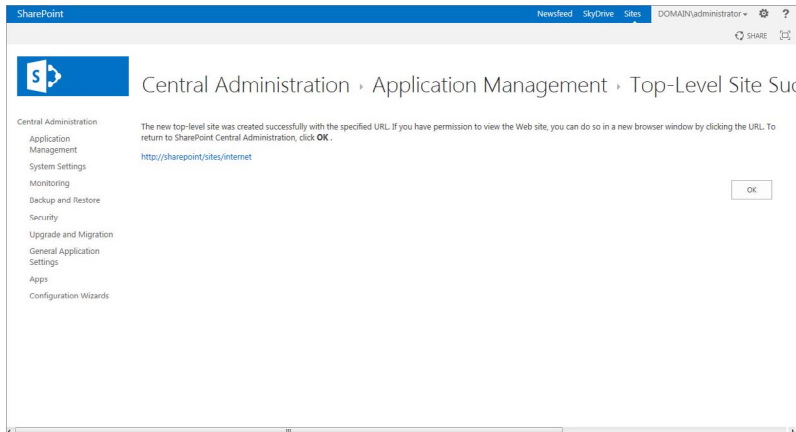 SharePoint
Newsfeed SkyDrive Sites DOMAIN\administrator ?
SHARE
S
Central Administration › Application Management › Top-Level Site Suc
Central Administration
Application
Management
System Settings
Monitoring
Backup and Restore
Security
Upgrade and Migration
General Application
Settings
Apps
Configuration Wizards
The new top-level site was created successfully with the specified URL. If you have permission to view the Web site, you can do so in a new browser window by clicking the URL. To
return to SharePoint Central Administration, click OK .
http://sharepoint/sites/internet
OK